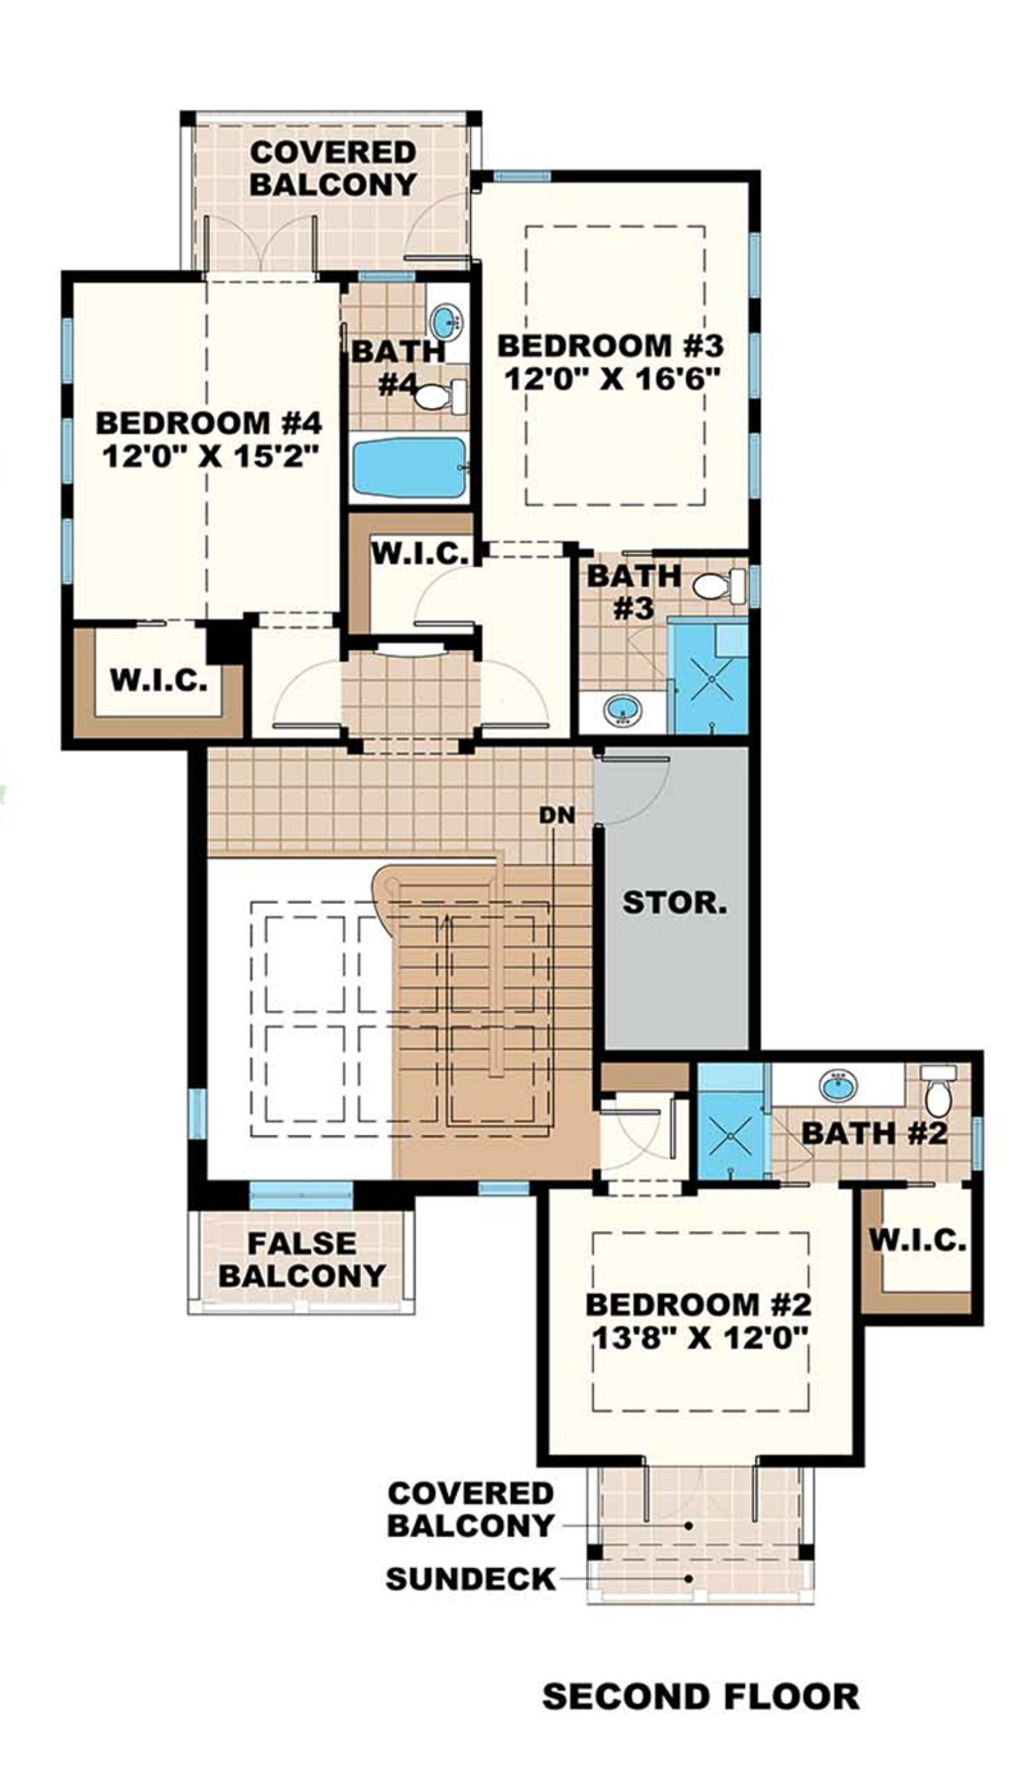 COVERED
BALCONY
BEDROOM #3
12'0" X 16'6"
BATH
#4
BEDROOM #4
12'0" X 15'2"
W.I.C.
BATH
#3
W.I.C.
DN
STOR.
BATH #2
W.I.C.
FALSE
BALCONY
BEDROOM #2
13'8" X 12'0"
COVERED
BALCONY
SUNDECK
SECOND FLOOR